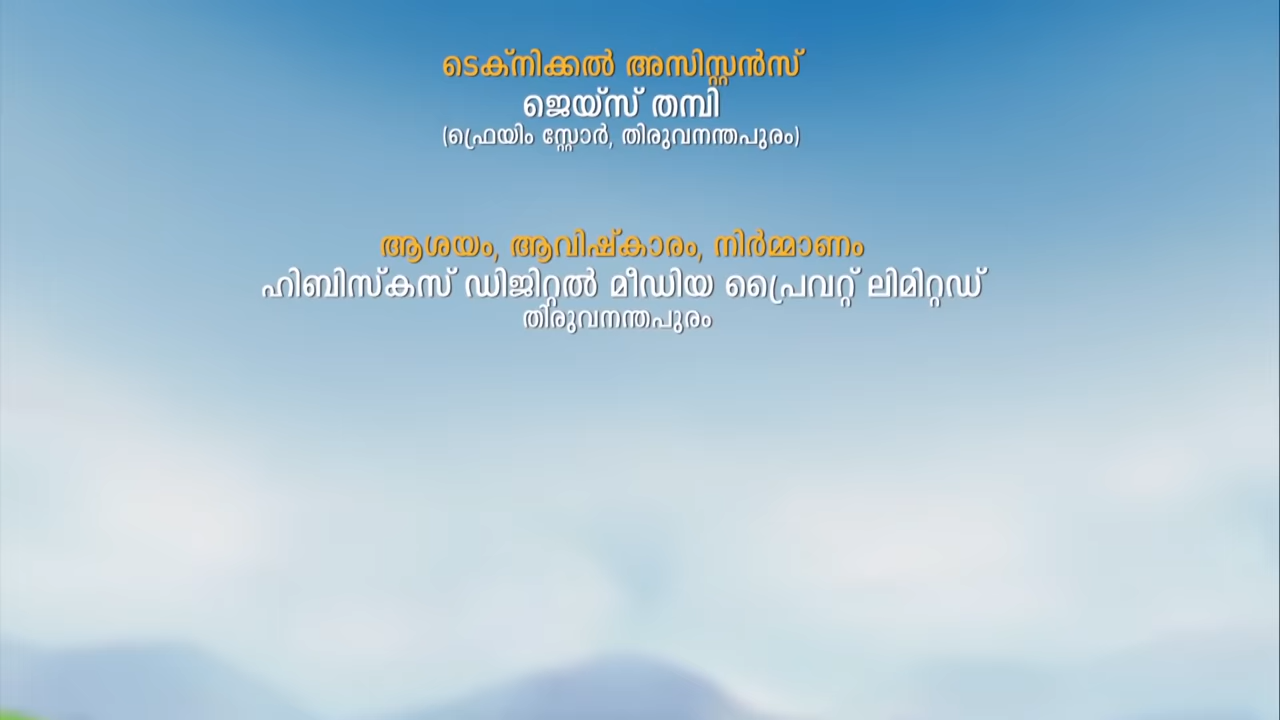 ടെക്നിക്കൽ അസിസ്റ്റൻസ്
ജെയ്സ് തമ്പി
(ഫ്രെയിം സ്റ്റോർ, തിരുവനന്തപുരം)
ആശയം, ആവിഷ്കാരം, നിർമ്മാണം
ഹിബിസ്കസ് ഡിജിറ്റൽ മീഡിയ പ്രൈവറ്റ് ലിമിറ്റഡ്
തിരുവനന്തപുരം